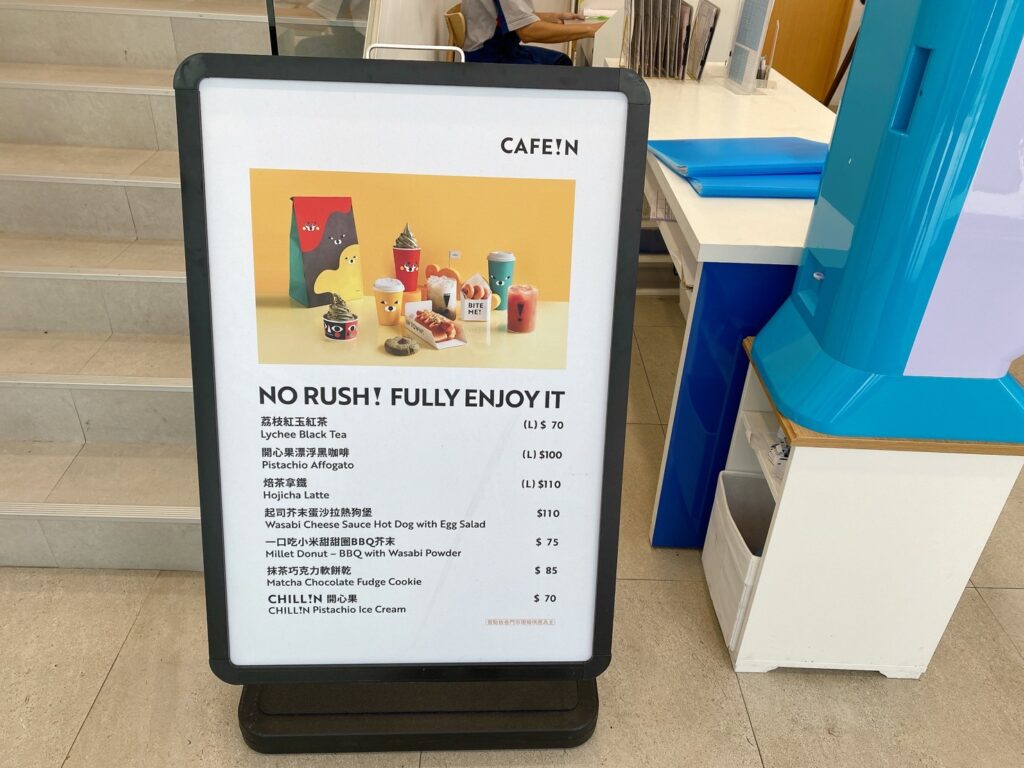 CAFE!N
BITE
ME!
NO RUSH! FULLY ENJOY IT
荔枝紅玉紅茶 (L) $ 70
Lychee Black Tea
開心果漂浮黑咖啡 (L) $100
Pistachio Affogato
焙茶拿鐵 (L) $110
Hojicha Latte
起司芥末蛋沙拉熱狗堡 $110
Wasabi Cheese Sauce Hot Dog with Egg Salad
一口吃小米甜甜圈BBQ芥末 $ 75
Millet Donut – BBQ with Wasabi Powder
抹茶巧克力軟餅乾 $ 85
Matcha Chocolate Fudge Cookie
CHILL!N 開心果 $ 70
CHILL!N Pistachio Ice Cream